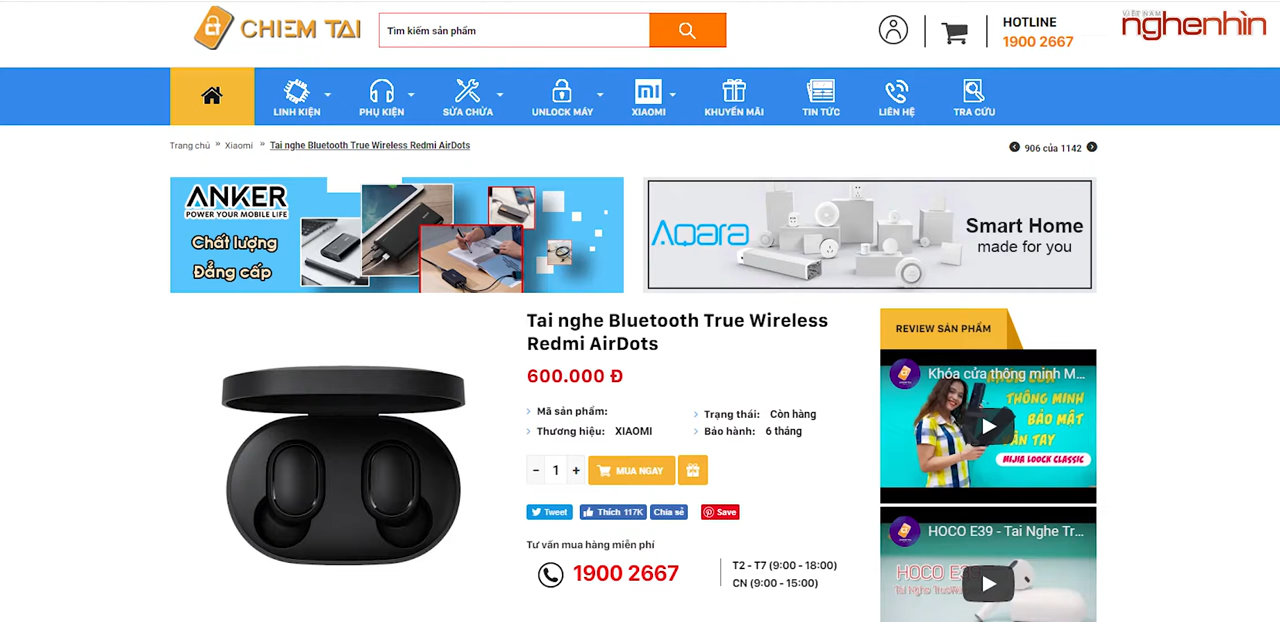 CHIEM TAI
Tìm kiếm sản phẩm
HOTLINE
1900 2667
VIỆT NAM
nghenhìn
LINH KIỆN
PHỤ KIỆN
SỬA CHỮA
UNLOCK MÁY
mi
XIAOMI
KHUYẾN MÃI
TIN TỨC
LIÊN HỆ
TRA CỨU
Trang chủ » Xiaomi » Tai nghe Bluetooth True Wireless Redmi AirDots
906 của 1142
ANKER
POWER YOUR MOBILE LIFE
Chất lượng
Đẳng cấp
Aqara
Smart Home
made for you
Tai nghe Bluetooth True Wireless
Redmi AirDots
600.000 Đ
Mã sản phẩm:
Trạng thái: Còn hàng
Thương hiệu: XIAOMI
Bảo hành: 6 tháng
- 1 +
MUA NGAY
Tweet
Thích 117K
Chia sẻ
Save
Tư vấn mua hàng miễn phí
1900 2667
T2 - T7 (9:00 - 18:00)
CN (9:00 - 15:00)
REVIEW SẢN PHẨM
Khóa cửa thông minh M...
THÔNG MINH
BẢO MẬT
VÂN TAY
MIJIA LOOCK CLASSIC
HOCO E39 - Tai Nghe Tr...
HOCO E39